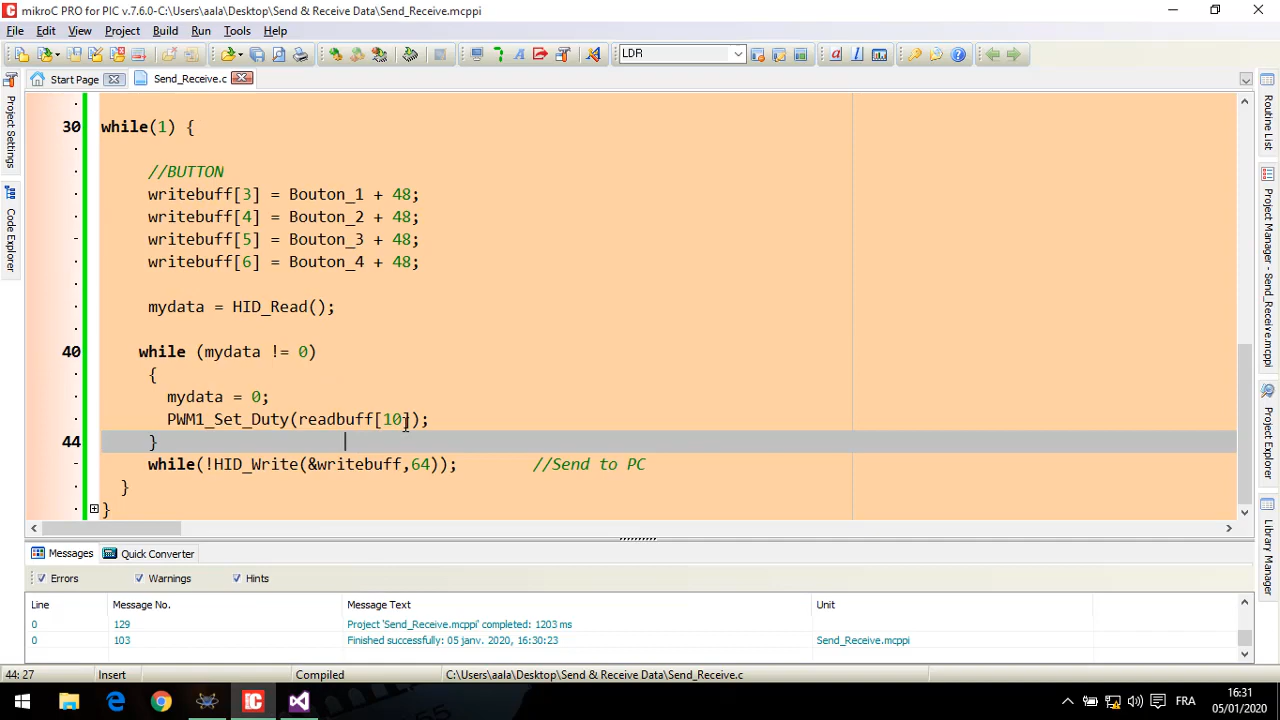 mikroC PRO for PIC v.7.6.0-C:\Users\aala\Desktop\Send & Receive Data\Send_Receive.mcppi
File Edit View Project Build Run Tools Help
LDR
Start Page Send_Receive.c
Project Settings
Code Explorer
30 while(1) {
//BUTTON
writebuff[3] = Bouton_1 + 48;
writebuff[4] = Bouton_2 + 48;
writebuff[5] = Bouton_3 + 48;
writebuff[6] = Bouton_4 + 48;
mydata = HID_Read();
40 while (mydata != 0)
{
mydata = 0;
PWM1_Set_Duty(readbuff[10]);
44 }
while(!HID_Write(&writebuff,64)); //Send to PC
}
}
Routine List
Project Manager - Send_Receive.mcppi
Project Explorer
Library Manager
Messages Quick Converter
Errors Warnings Hints
Line Message No. Message Text Unit
0 129 Project 'Send_Receive.mcppi' completed: 1203 ms
0 103 Finished successfully: 05 janv. 2020, 16:30:23 Send_Receive.mcppi
44: 27 Insert Compiled C:\Users\aala\Desktop\Send & Receive Data\Send_Receive.c
FRA
16:31
05/01/2020